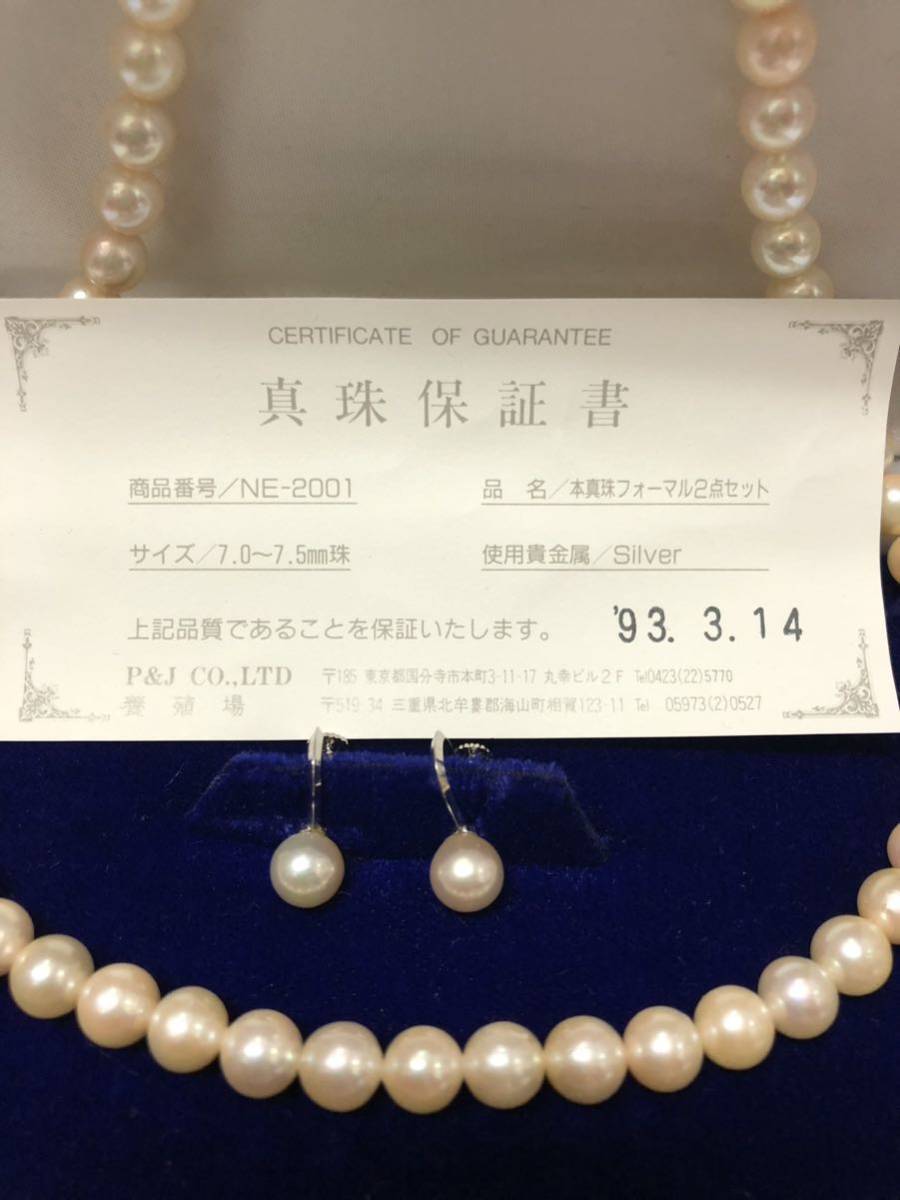 CERTIFICATE OF GUARANTEE
真珠保証書
商品番号/NE-2001 品 名/本真珠フォーマル2点セット
サイズ/7.0〜7.5mm珠 使用貴金属/Silver
上記品質であることを保証いたします。 '93. 3. 14
P&J CO.,LTD 〒185 東京都国分寺市本町3-11-17 丸幸ビル2F Tel0423(22)5770
養殖場 〒519-34 三重県北牟婁郡海山町相賀123-11 Tel 05973(2)0527